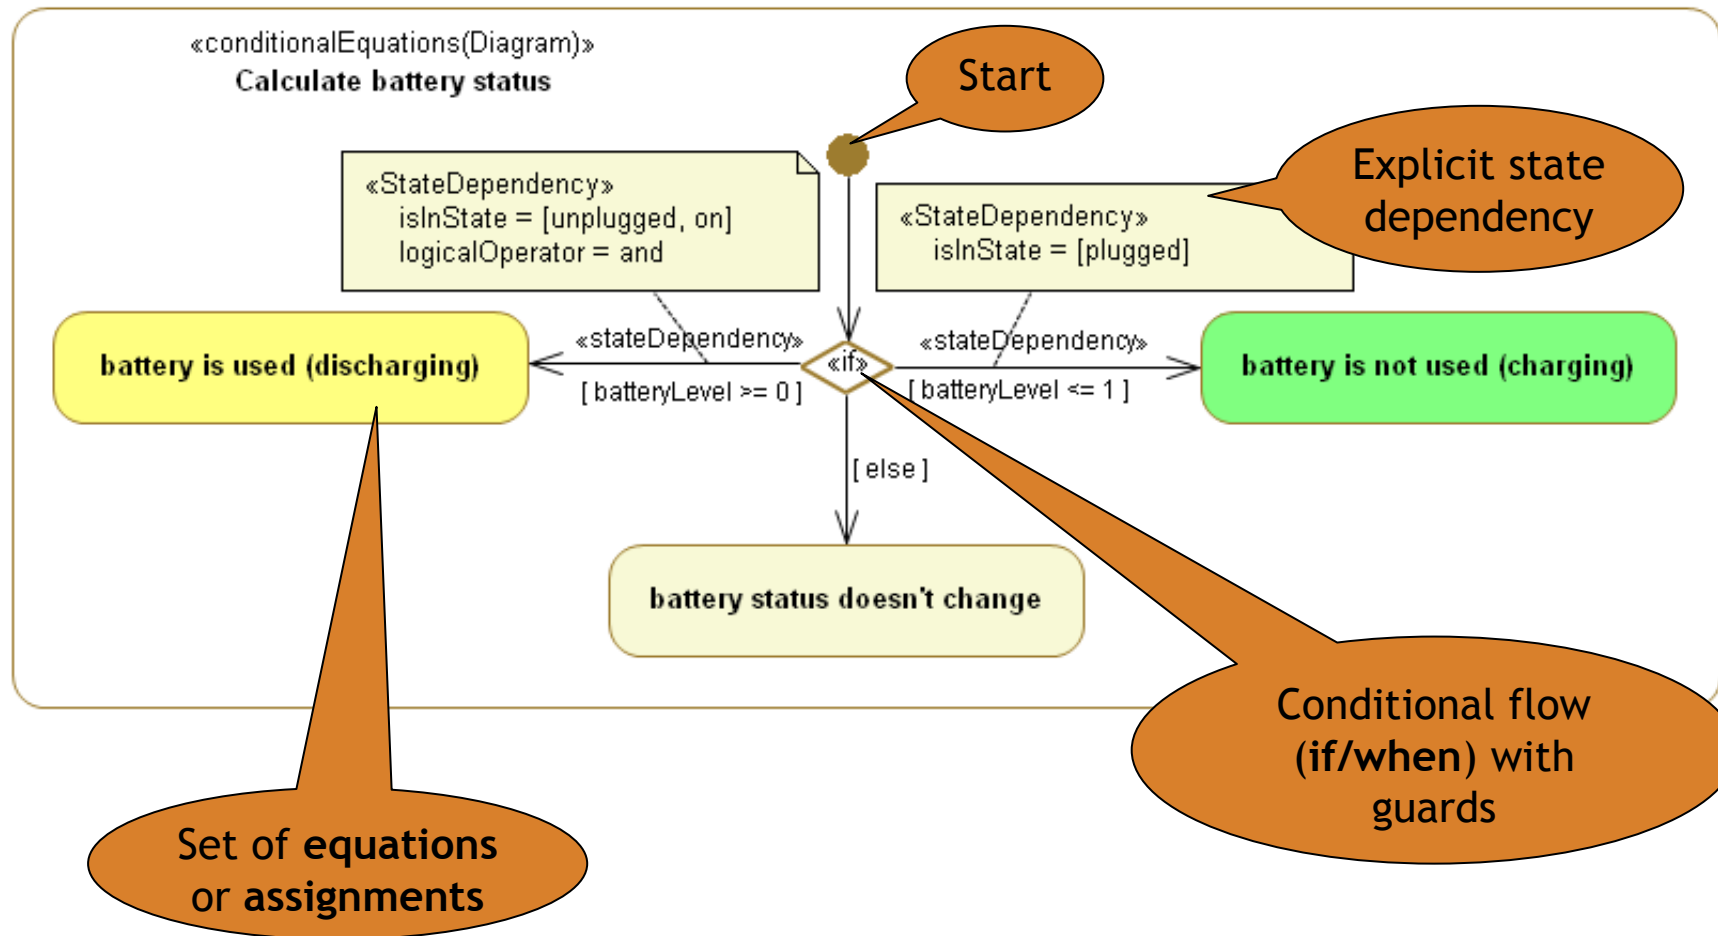 «conditionalEquations(Diagram)»
Calculate battery status
Start
«StateDependency»
isInState = [unplugged, on]
logicalOperator = and
«StateDependency»
isInState = [plugged]
Explicit state
dependency
battery is used (discharging)
«stateDependency»
[ batteryLevel >= 0 ]
«if»
«stateDependency»
[ batteryLevel <= 1 ]
battery is not used (charging)
[ else ]
battery status doesn't change
Conditional flow
(if/when) with
guards
Set of equations
or assignments